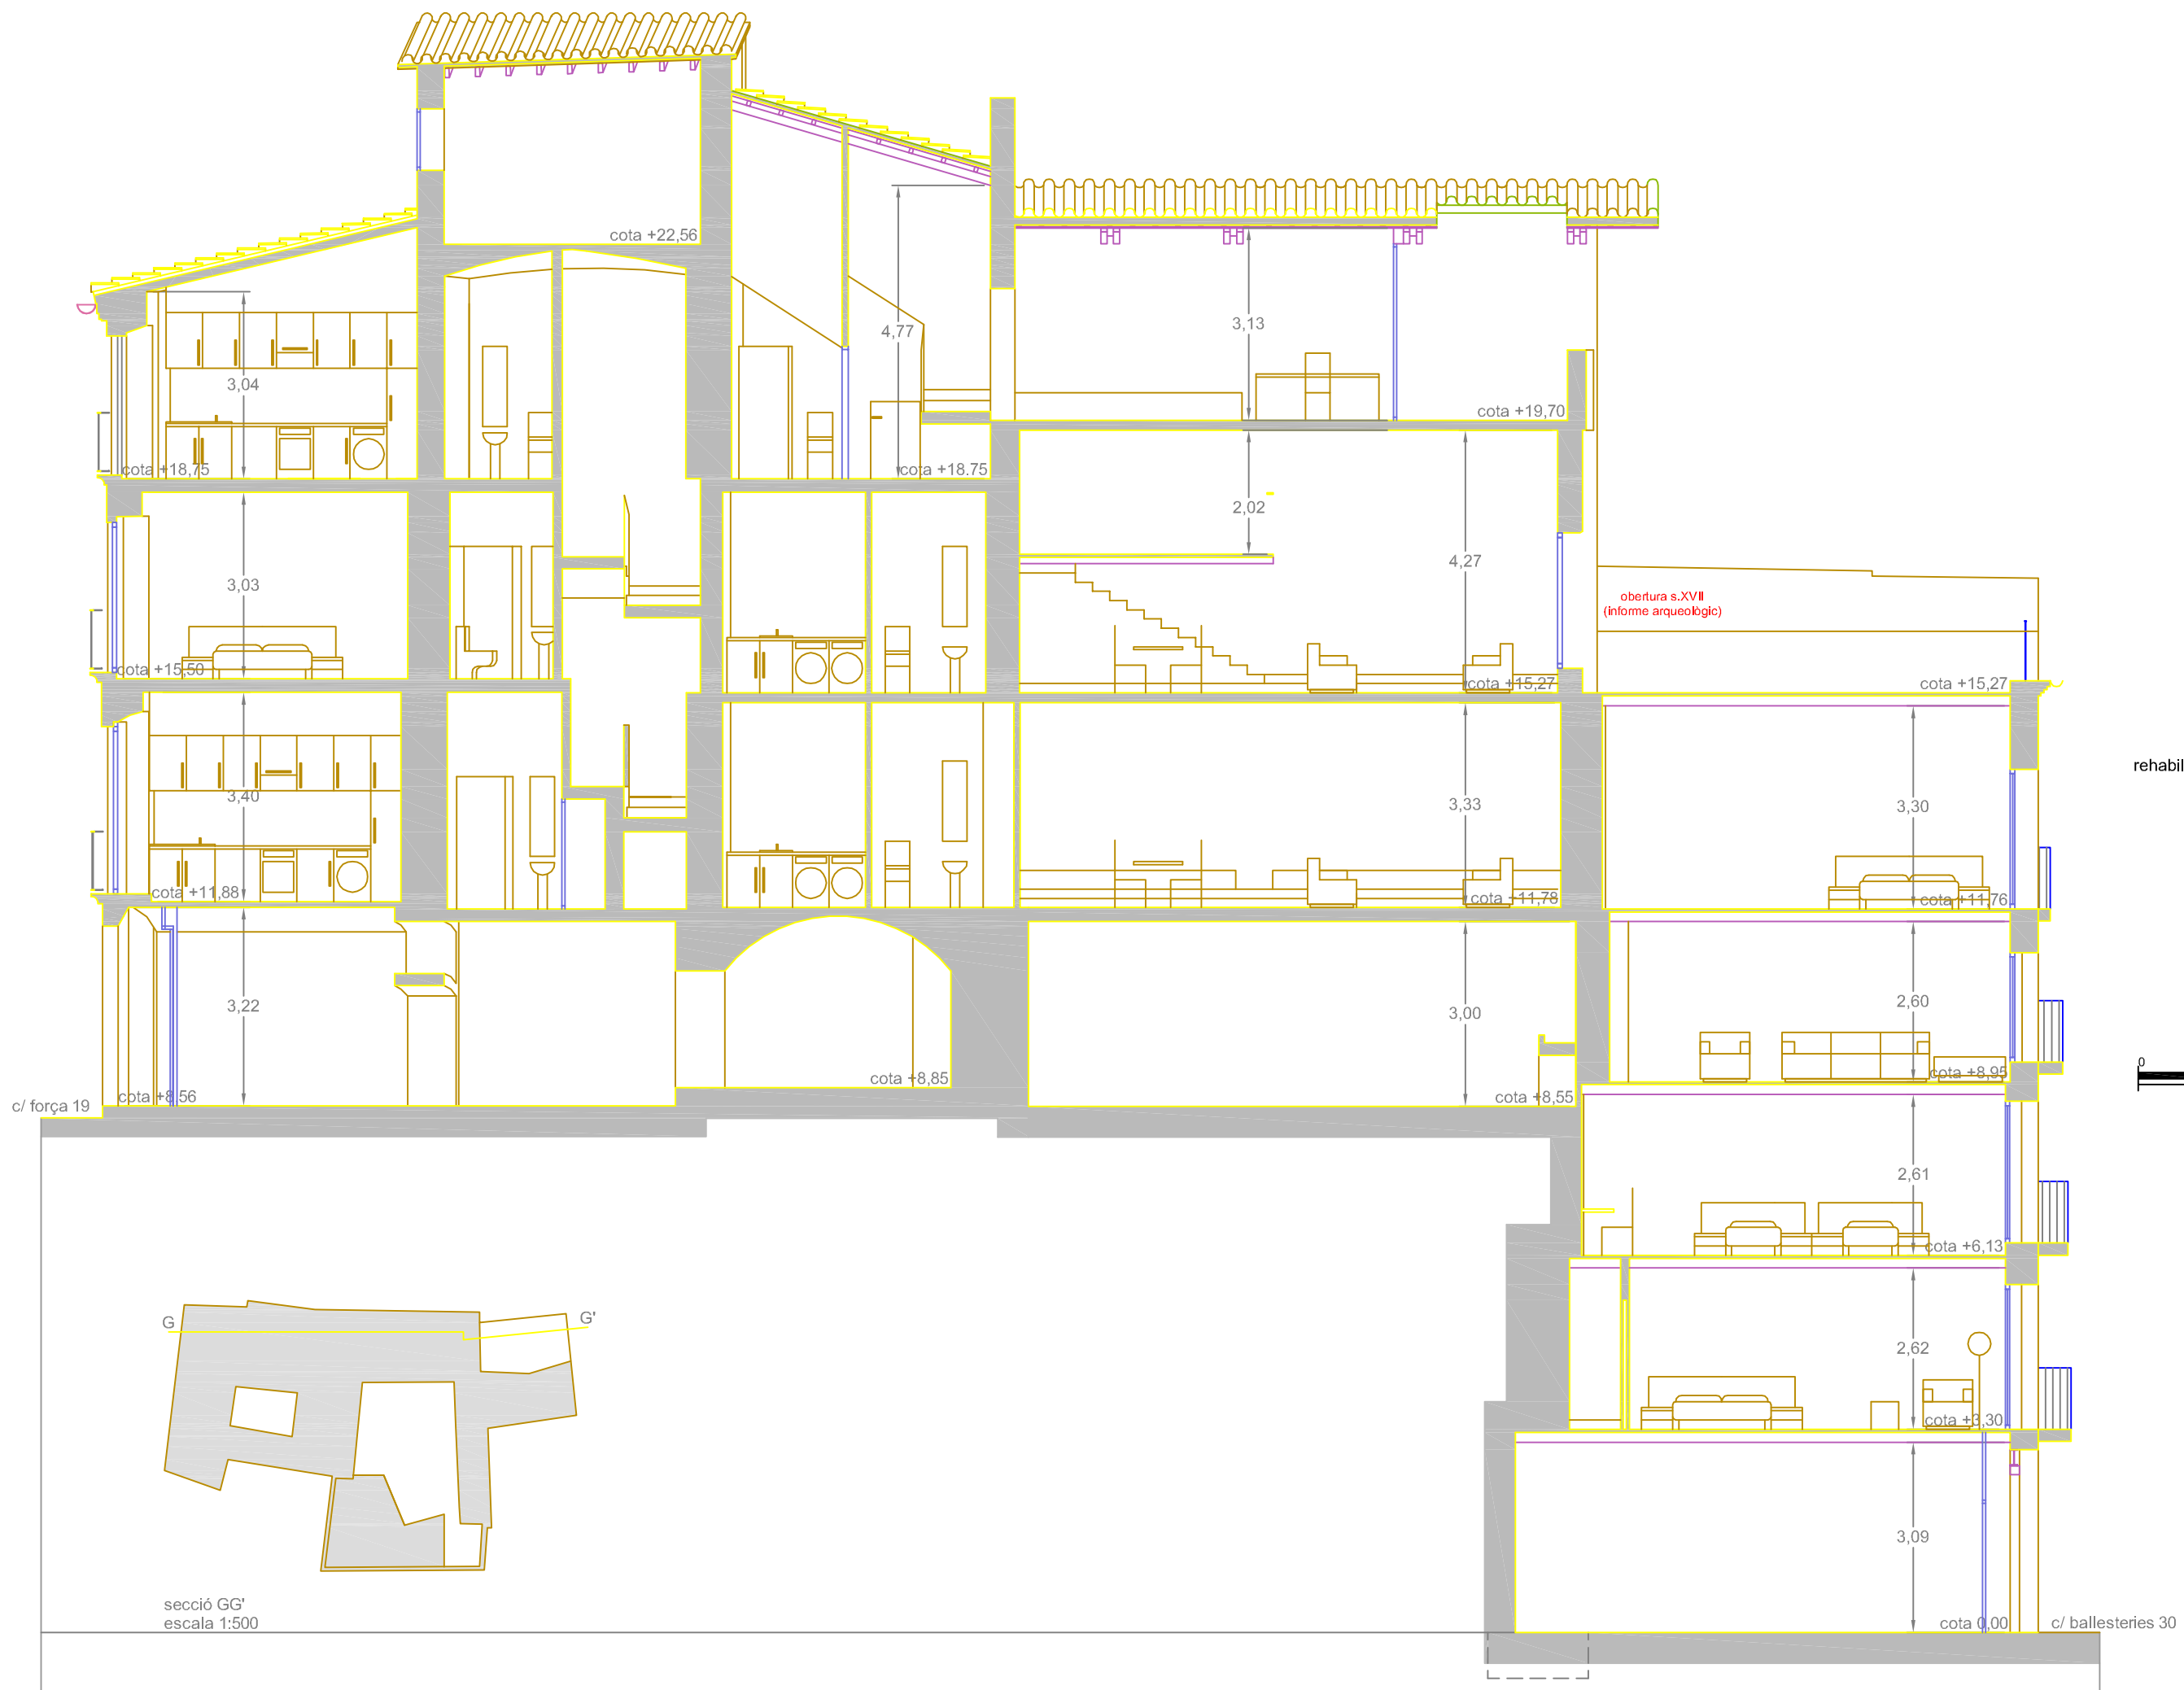 cota +22,56
4,77
3,13
3,04
cota +19,70
cota +18,75
cota +18.75
2,02
4,27
3,03
obertura s.XVII
(informe arqueològic)
cota +15,50
cota +15,27
cota +15,27
rehabil
3,40
3,33
3,30
cota +11,88
cota +11,78
cota +11,76
3,22
3,00
2,60
0
cota +8,95
cota +8,85
cota +8,56
cota +8,55
c/ força 19
2,61
cota +6,13
G
G'
2,62
cota +3,30
3,09
secció GG'
escala 1:500
cota 0,00
c/ ballesteries 30